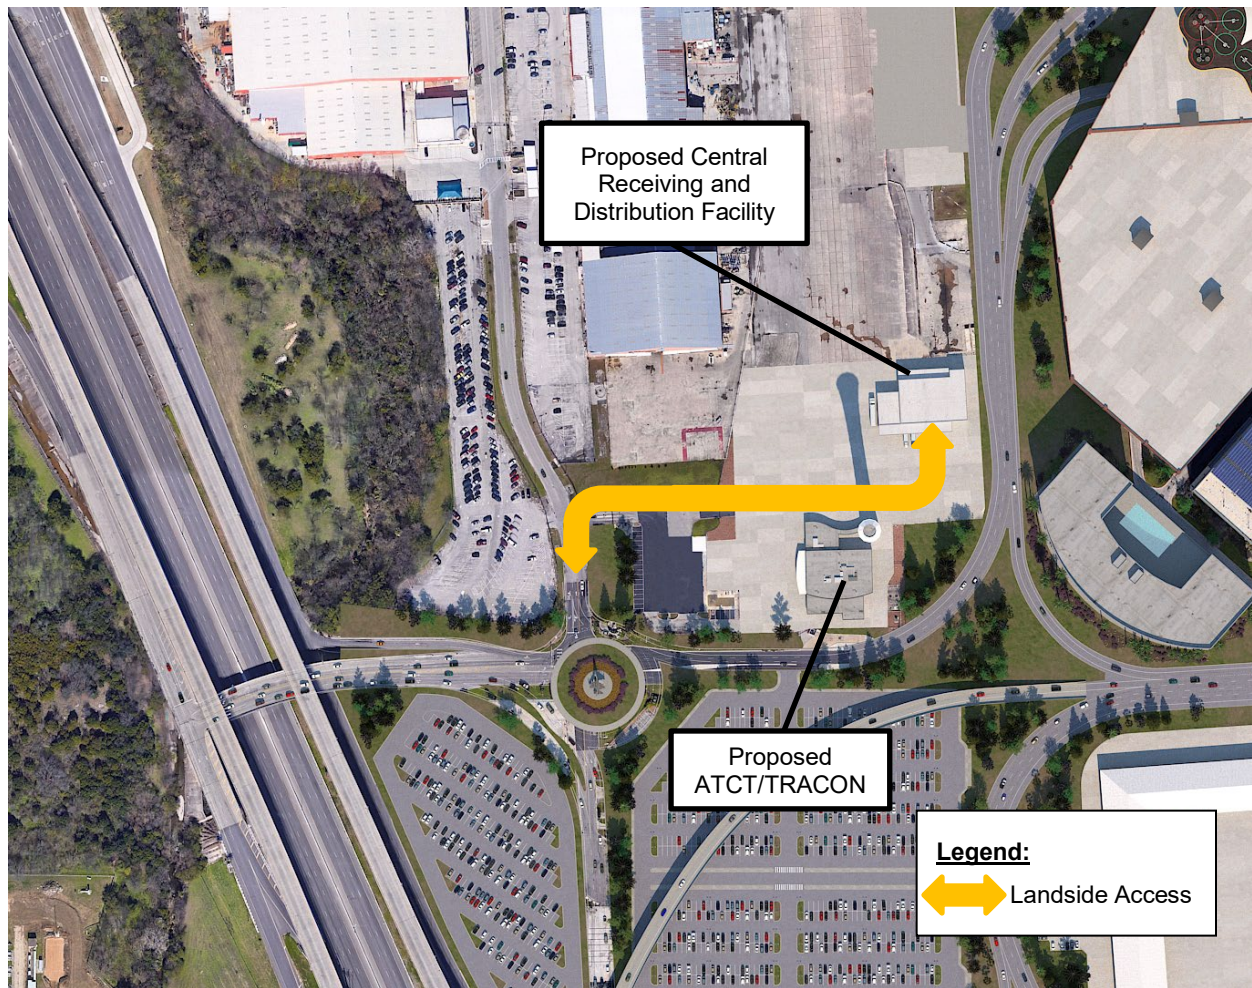 Proposed Central
Receiving and
Distribution Facility
Proposed
ATCT/TRACON
Legend:
Landside Access